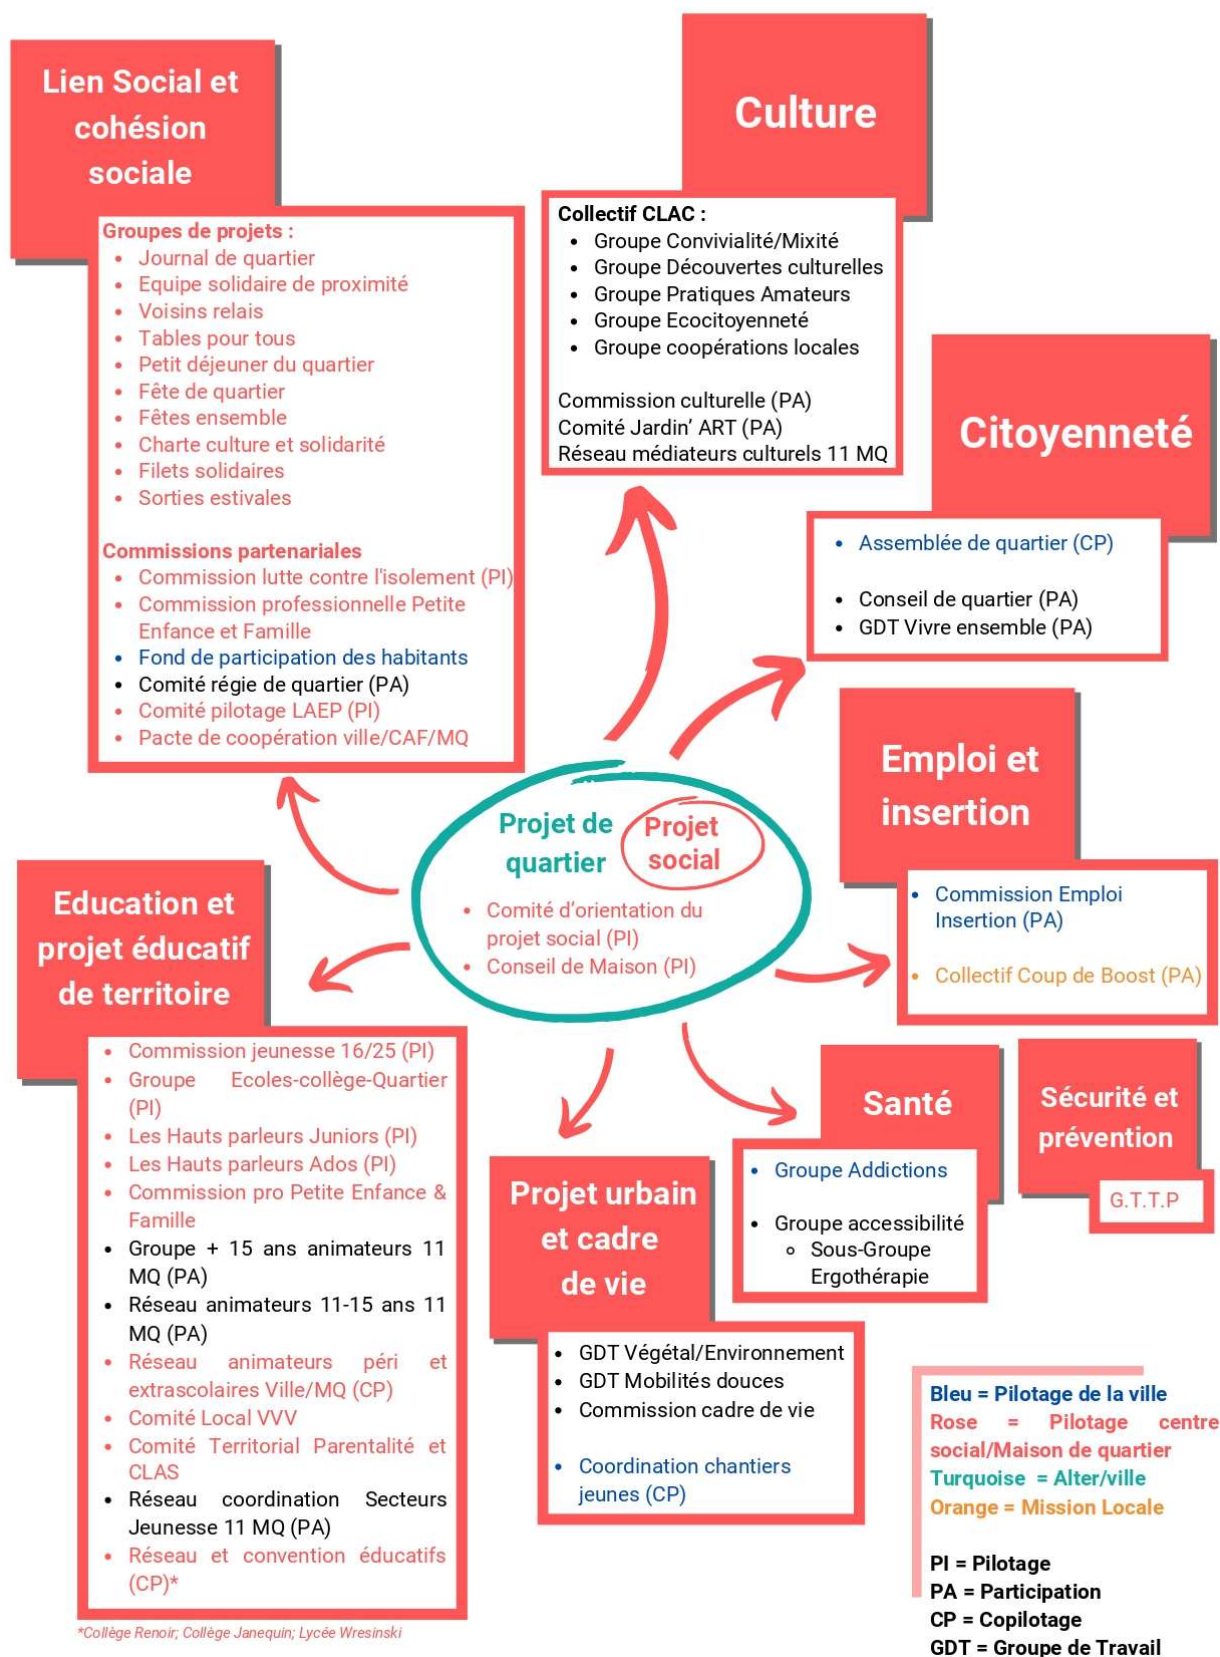 Lien Social et
cohésion
sociale
Groupes de projets :
• Journal de quartier
• Equipe solidaire de proximité
• Voisins relais
• Tables pour tous
• Petit déjeuner du quartier
• Fête de quartier
• Fêtes ensemble
• Charte culture et solidarité
• Filets solidaires
• Sorties estivales
Commissions partenariales
• Commission lutte contre l'isolement (PI)
• Commission professionnelle Petite
Enfance et Famille
• Fond de participation des habitants
• Comité régie de quartier (PA)
• Comité pilotage LAEP (PI)
• Pacte de coopération ville/CAF/MQ
Culture
Collectif CLAC :
• Groupe Convivialité/Mixité
• Groupe Découvertes culturelles
• Groupe Pratiques Amateurs
• Groupe Ecocitoyenneté
• Groupe coopérations locales
Commission culturelle (PA)
Comité Jardin' ART (PA)
Réseau médiateurs culturels 11 MQ
Citoyenneté
• Assemblée de quartier (CP)
• Conseil de quartier (PA)
• GDT Vivre ensemble (PA)
Emploi et
insertion
• Commission Emploi
Insertion (PA)
• Collectif Coup de Boost (PA)
Projet de
quartier
Projet
social
• Comité d'orientation du
projet social (PI)
• Conseil de Maison (PI)
Education et
projet éducatif
de territoire
• Commission jeunesse 16/25 (PI)
• Groupe Ecoles-collège-Quartier
(PI)
• Les Hauts parleurs Juniors (PI)
• Les Hauts parleurs Ados (PI)
• Commission pro Petite Enfance &
Famille
• Groupe + 15 ans animateurs 11
MQ (PA)
• Réseau animateurs 11-15 ans 11
MQ (PA)
• Réseau animateurs péri et
extrascolaires Ville/MQ (CP)
• Comité Local VVV
• Comité Territorial Parentalité et
CLAS
• Réseau coordination Secteurs
Jeunesse 11 MQ (PA)
• Réseau et convention éducatifs
(CP)*
*Collège Renoir; Collège Janequin; Lycée Wresinski
Projet urbain
et cadre
de vie
• GDT Végétal/Environnement
• GDT Mobilités douces
• Commission cadre de vie
• Coordination chantiers
jeunes (CP)
Santé
• Groupe Addictions
• Groupe accessibilité
o Sous-Groupe
Ergothérapie
Sécurité et
prévention
G.T.T.P
Bleu = Pilotage de la ville
Rose = Pilotage centre
social/Maison de quartier
Turquoise = Alter/ville
Orange = Mission Locale
PI = Pilotage
PA = Participation
CP = Copilotage
GDT = Groupe de Travail